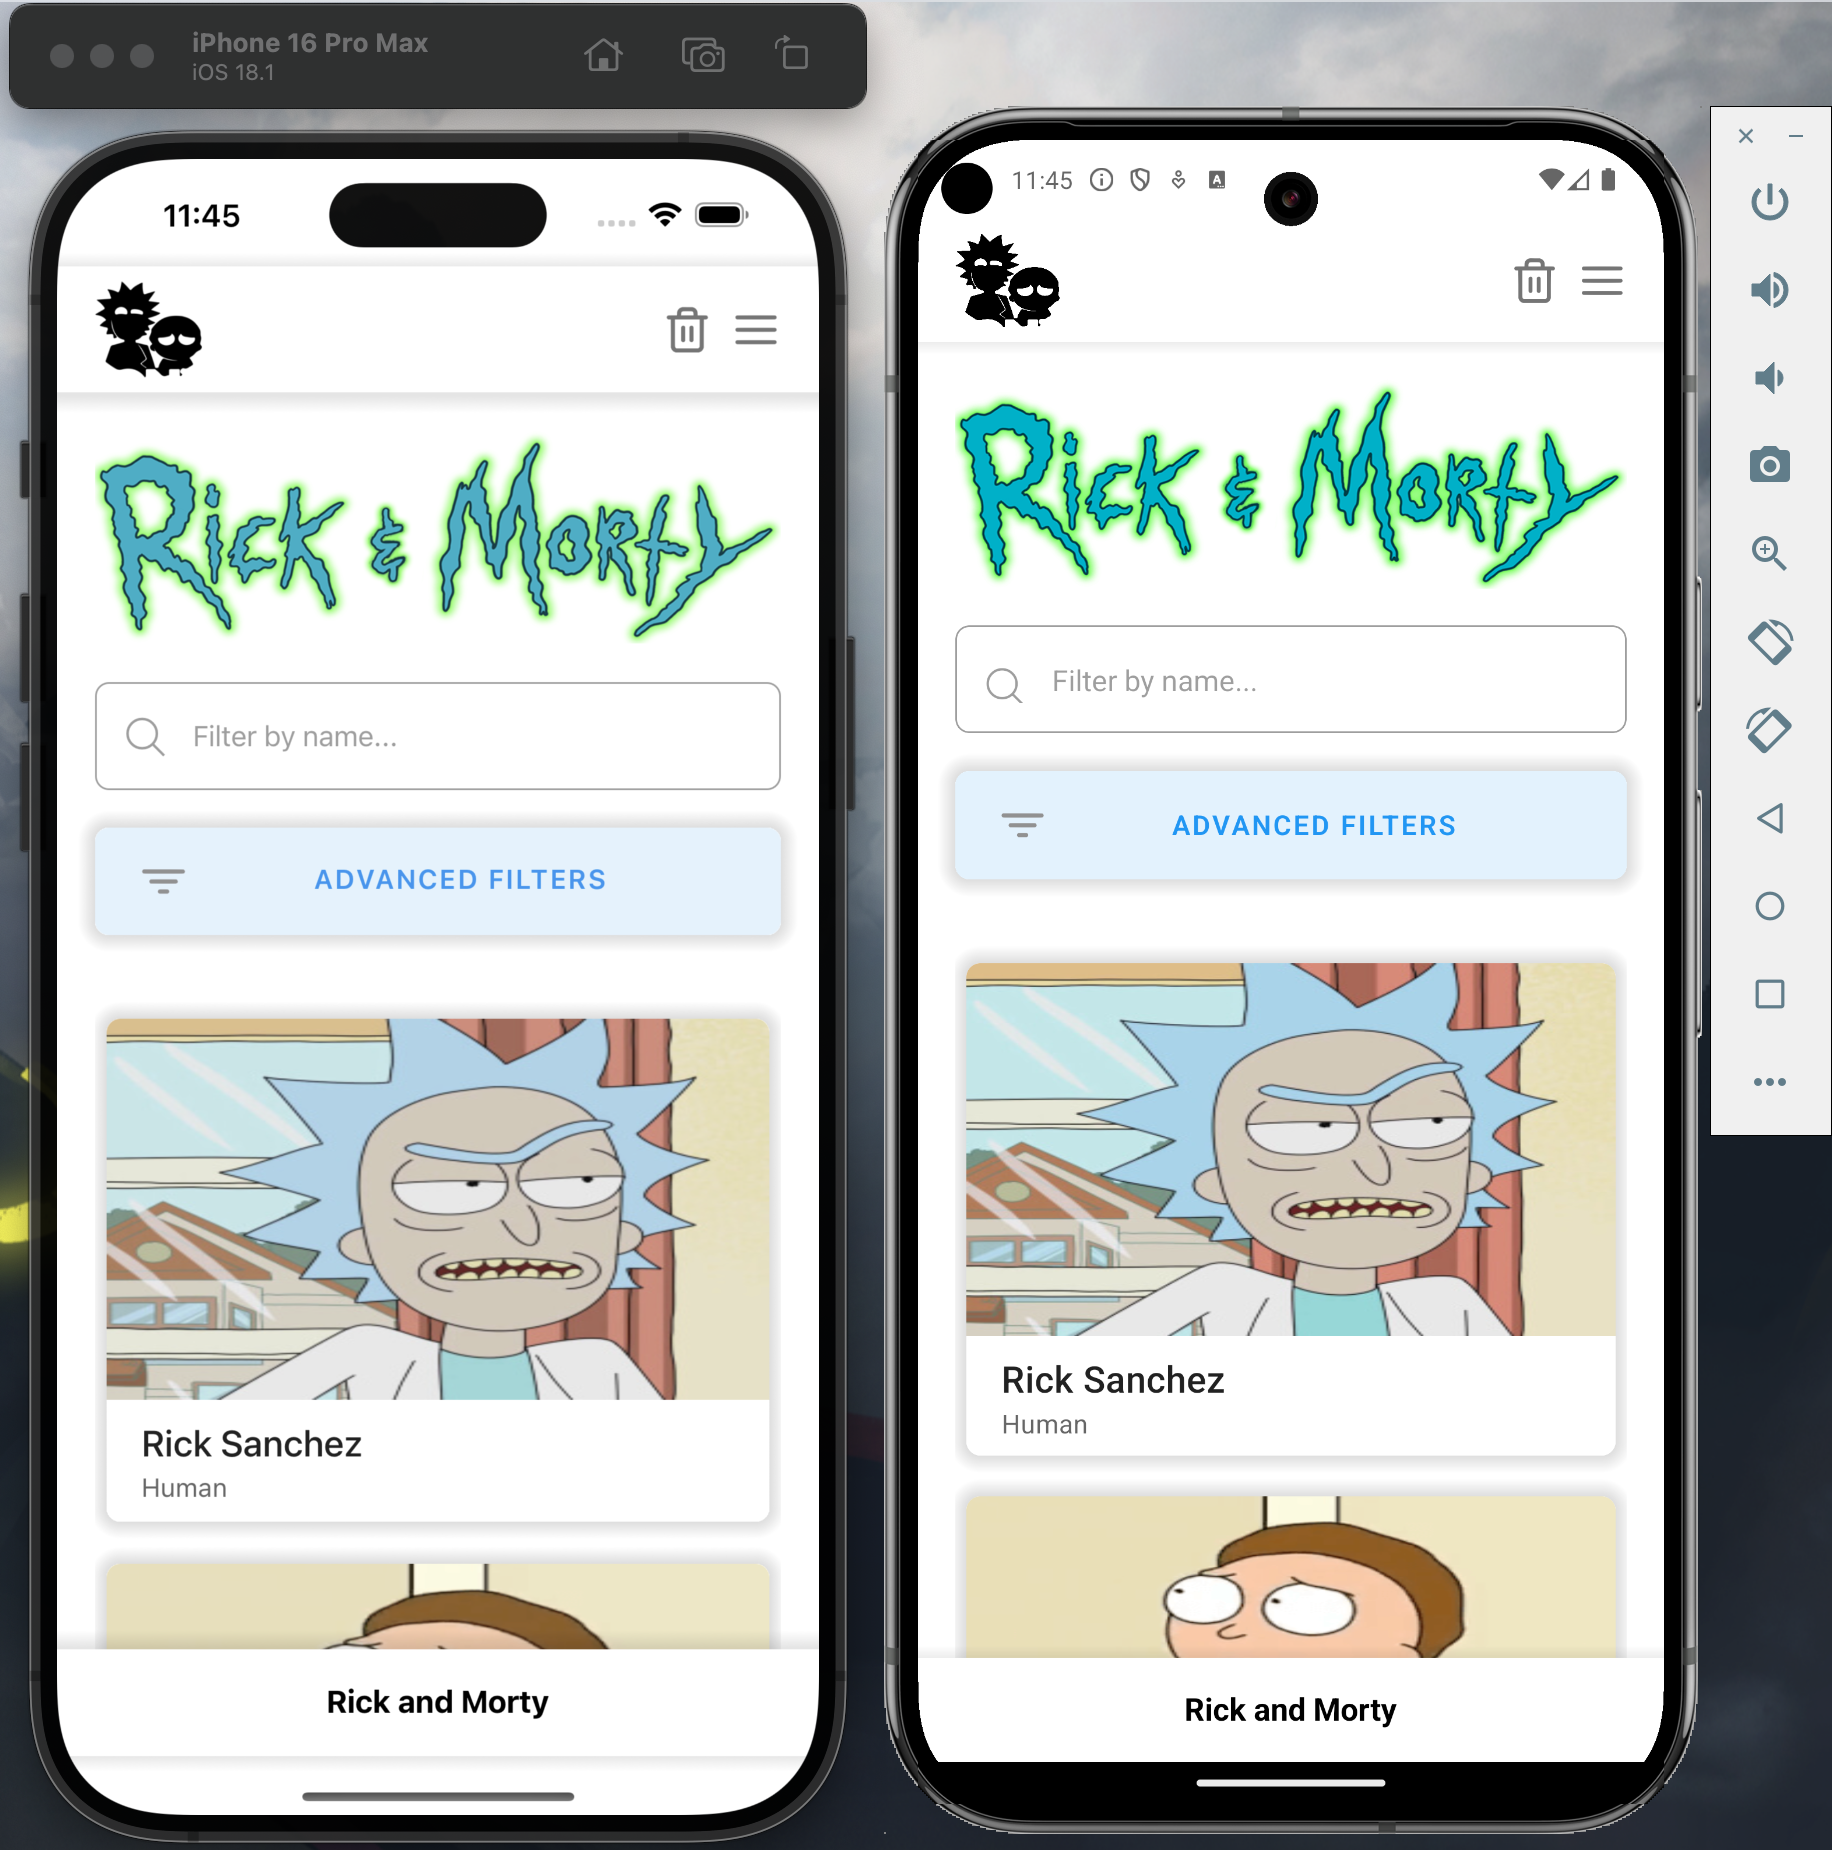 iPhone 16 Pro Max
iOS 18.1
11:45
Rick & Morty
Filter by name...
ADVANCED FILTERS
Rick Sanchez
Human
Rick and Morty
11:45
A
Rick & Morty
Filter by name...
ADVANCED FILTERS
Rick Sanchez
Human
Rick and Morty